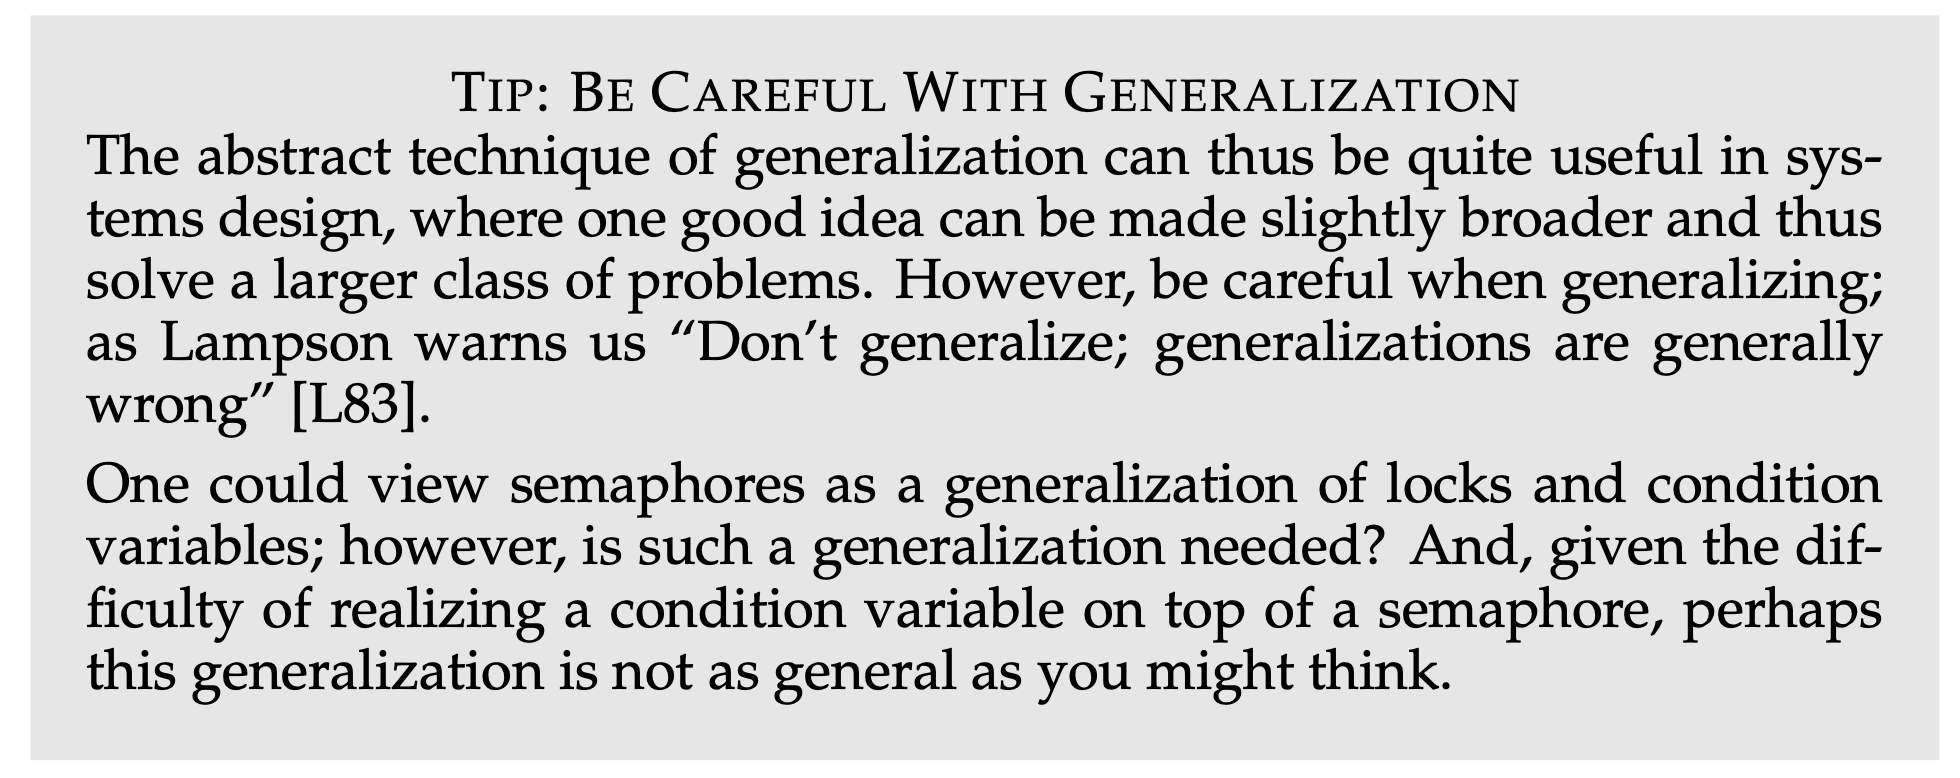 TIP: BE CAREFUL WITH GENERALIZATION
The abstract technique of generalization can thus be quite useful in sys-
tems design, where one good idea can be made slightly broader and thus
solve a larger class of problems. However, be careful when generalizing;
as Lampson warns us “Don’t generalize; generalizations are generally
wrong” [L83].
One could view semaphores as a generalization of locks and condition
variables; however, is such a generalization needed? And, given the dif-
ficulty of realizing a condition variable on top of a semaphore, perhaps
this generalization is not as general as you might think.